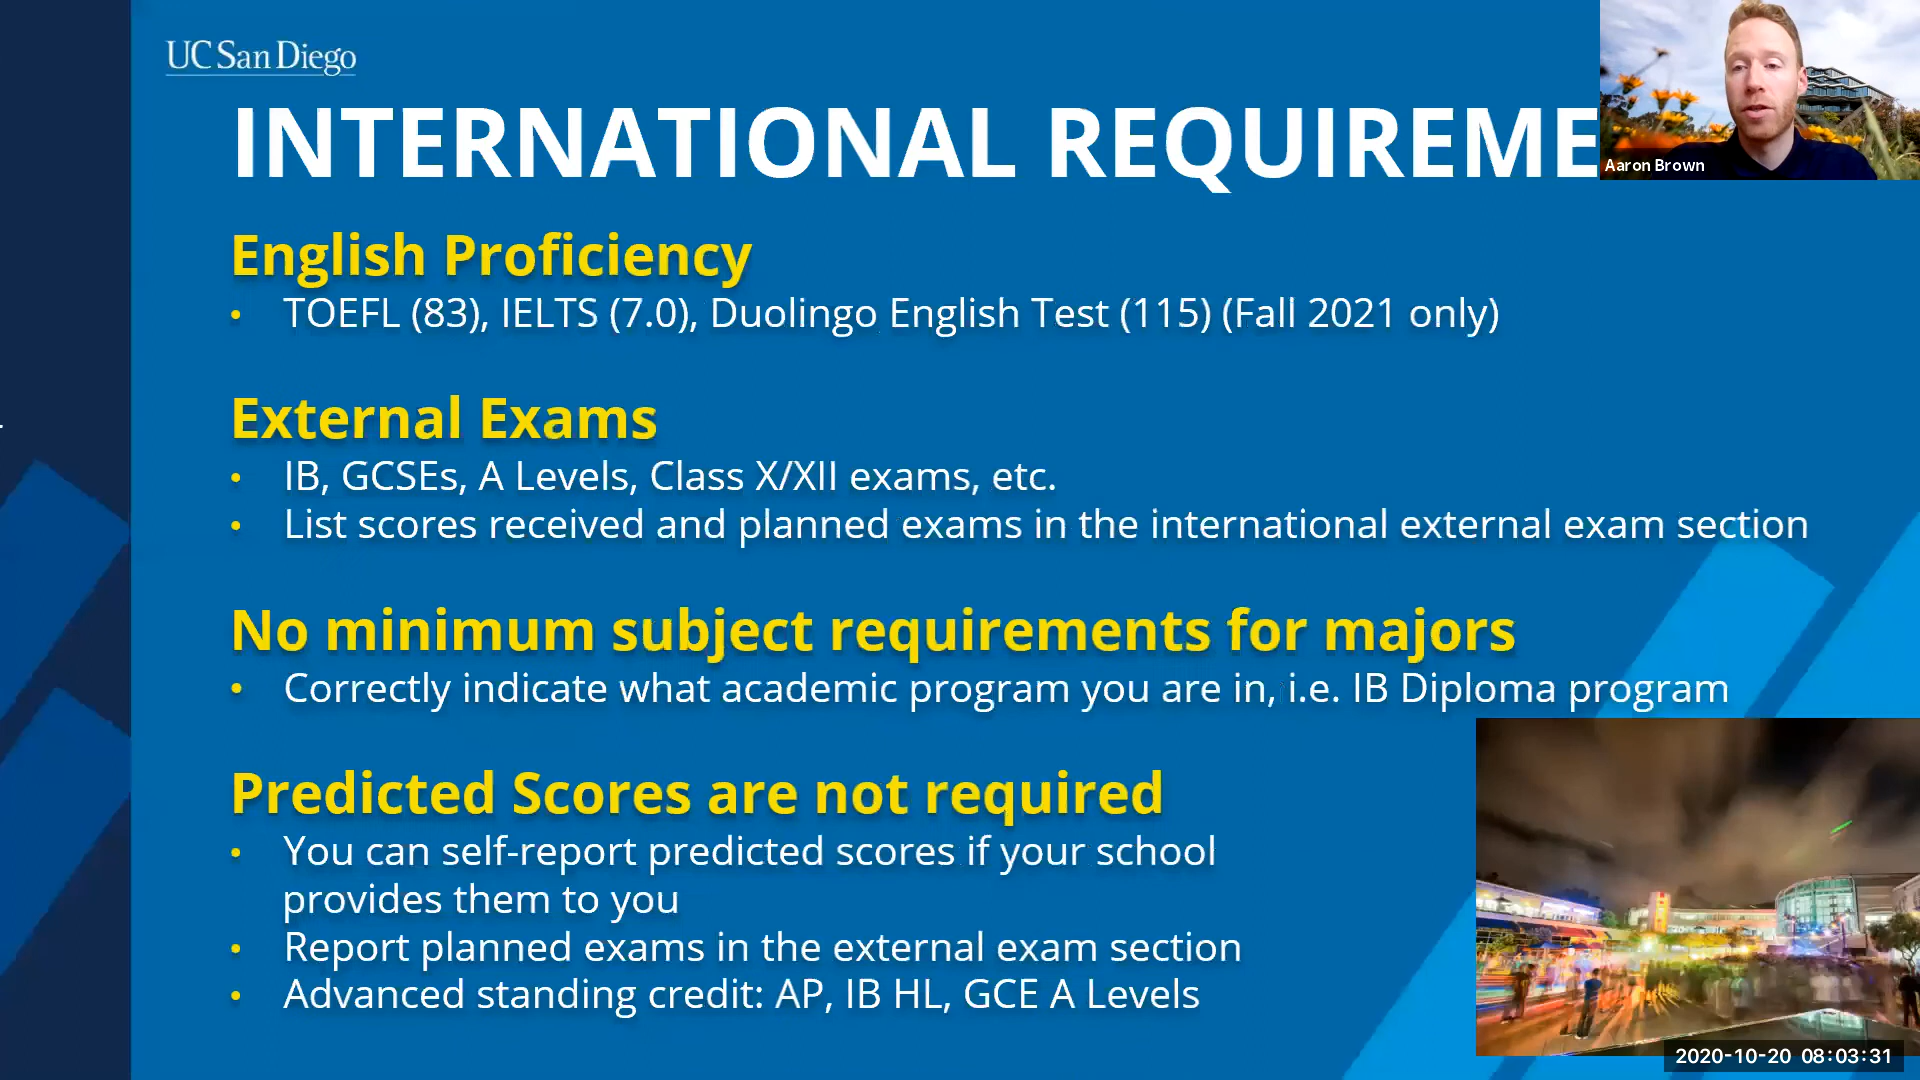 UC San Diego
INTERNATIONAL REQUIREME
Aaron Brown
English Proficiency
• TOEFL (83), IELTS (7.0), Duolingo English Test (115) (Fall 2021 only)
External Exams
• IB, GCSEs, A Levels, Class X/XII exams, etc.
• List scores received and planned exams in the international external exam section
No minimum subject requirements for majors
• Correctly indicate what academic program you are in, i.e. IB Diploma program
Predicted Scores are not required
• You can self-report predicted scores if your school
provides them to you
• Report planned exams in the external exam section
• Advanced standing credit: AP, IB HL, GCE A Levels
2020-10-20 08:03:31